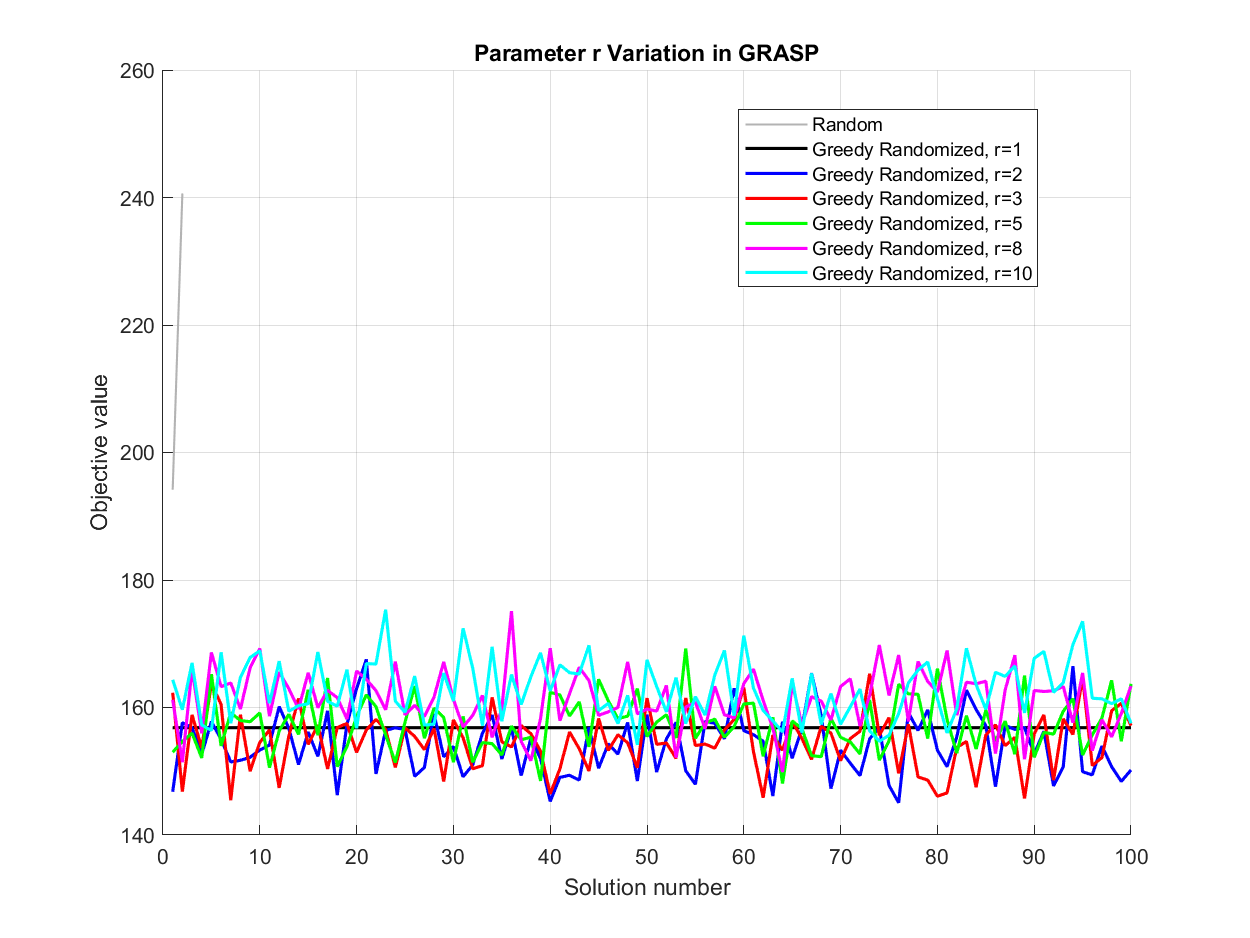 Parameter r Variation in GRASP
260
240
220
200
180
160
140
Objective value
Random
Greedy Randomized, r=1
Greedy Randomized, r=2
Greedy Randomized, r=3
Greedy Randomized, r=5
Greedy Randomized, r=8
Greedy Randomized, r=10
0 10 20 30 40 50 60 70 80 90 100
Solution number